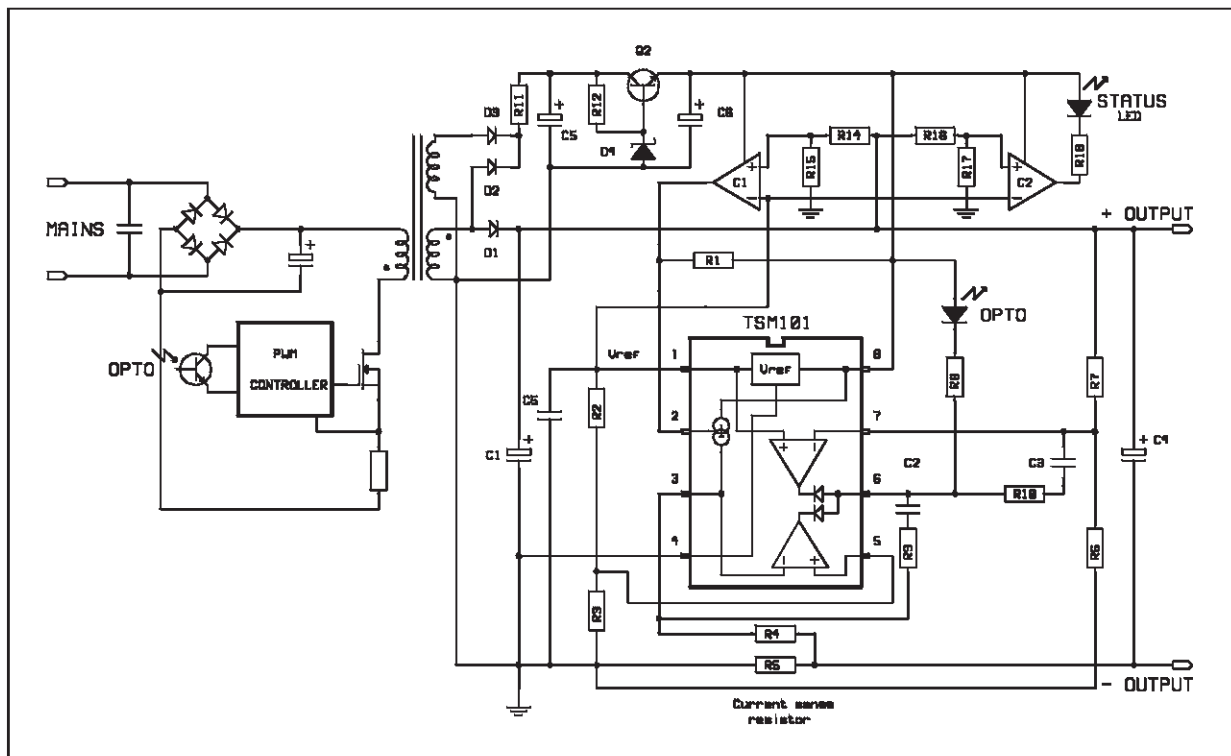 Q2
D3
R11
+
C5
R12
D4
+
C6
R14
R15
R16
R17
STATUS
LED
R18
+
C1
-
+
C2
-
D2
+ OUTPUT
MAINS
D1
+
R1
OPTO
TSM101
OPTO
PWM
CONTROLLER
Vref
1
Vref
8
R8
R7
C5
R2
2
7
+
-
C1
+
C2
C3
+
C4
3
6
R10
4
5
R9
R6
-
+
R3
R4
R5
- OUTPUT
Current sense
resistor